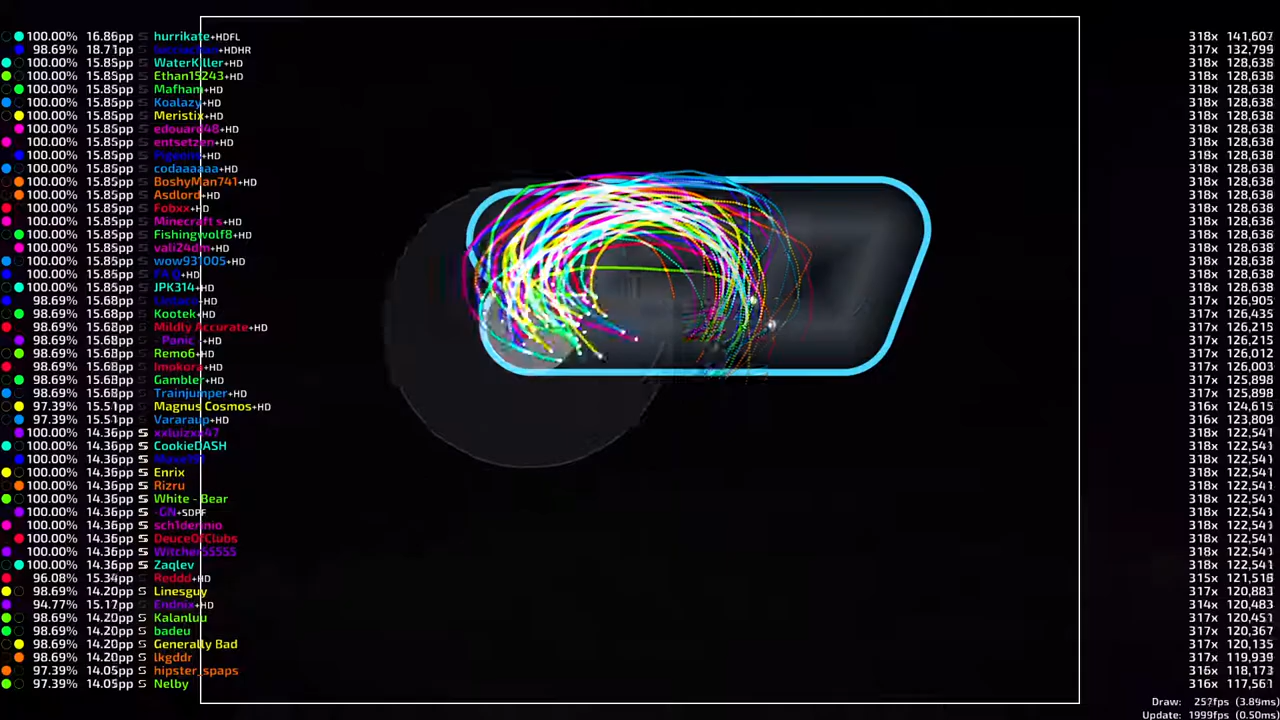 100.00% 16.86pp S hurrikate+HDFL 318x 141,607
98.69% 18.71pp S +HDHR 317x 132,799
100.00% 15.85pp S WaterKiller+HD 318x 128,638
100.00% 15.85pp S Ethan15243+HD 318x 128,638
100.00% 15.85pp S Mafham+HD 318x 128,638
100.00% 15.85pp S Koalazy+HD 318x 128,638
100.00% 15.85pp S Meristix+HD 318x 128,638
100.00% 15.85pp S edouard48+HD 318x 128,638
100.00% 15.85pp S entsetzen+HD 318x 128,638
100.00% 15.85pp S +HD 318x 128,638
100.00% 15.85pp S codaaaaaa+HD 318x 128,638
100.00% 15.85pp S BoshyMan741+HD 318x 128,638
100.00% 15.85pp S Asdlord+HD 318x 128,638
100.00% 15.85pp S Fobxx+HD 318x 128,638
100.00% 15.85pp S Minecraft s+HD 318x 128,638
100.00% 15.85pp S Fishingwolf8+HD 318x 128,638
100.00% 15.85pp S vali24dm+HD 318x 128,638
100.00% 15.85pp S wow931005+HD 318x 128,638
100.00% 15.85pp S +HD 318x 128,638
100.00% 15.85pp S JPK314+HD 318x 128,638
98.69% 15.68pp S +HD 317x 126,905
98.69% 15.68pp S Kootek+HD 317x 126,435
98.69% 15.68pp S Mildly Accurate+HD 317x 126,215
98.69% 15.68pp S - Panic -+HD 317x 126,215
98.69% 15.68pp S Remo6+HD 317x 126,012
98.69% 15.68pp S Imokora+HD 317x 126,003
98.69% 15.68pp S Gambler+HD 317x 125,898
98.69% 15.68pp S Trainjumper+HD 317x 125,898
97.39% 15.51pp S Magnus Cosmos+HD 316x 124,615
97.39% 15.51pp S Vararaup+HD 316x 123,809
100.00% 14.36pp S xxluizxx47 318x 122,541
100.00% 14.36pp S CookieDASH 318x 122,541
100.00% 14.36pp S 318x 122,541
100.00% 14.36pp S Enrix 318x 122,541
100.00% 14.36pp S Rizru 318x 122,541
100.00% 14.36pp S White - Bear 318x 122,541
100.00% 14.36pp S -GN+SDPF 318x 122,541
100.00% 14.36pp S sch1dennio 318x 122,541
100.00% 14.36pp S DeuceOfClubs 318x 122,541
100.00% 14.36pp S Witcher55555 318x 122,541
100.00% 14.36pp S Zaqlev 318x 122,541
96.08% 15.34pp S Reddd+HD 315x 121,518
98.69% 14.20pp S Linesguy 317x 120,883
94.77% 15.17pp S Endnix+HD 314x 120,483
98.69% 14.20pp S Kalanluu 317x 120,451
98.69% 14.20pp S badeu 317x 120,367
98.69% 14.20pp S Generally Bad 317x 120,135
98.69% 14.20pp S lkgddr 317x 119,939
97.39% 14.05pp S hipster_spaps 316x 118,173
97.39% 14.05pp S Nelby 316x 117,561
Draw: 257fps (3.89ms)
Update: 1999fps (0.50ms)